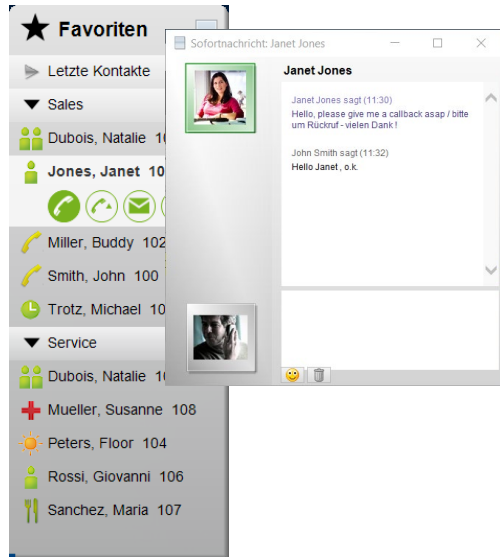 Favoriten
Letzte Kontakte
Sales
Dubois, Natalie
Jones, Janet 10
Miller, Buddy 102
Smith, John 100
Trotz, Michael 10
Service
Dubois, Natalie
Mueller, Susanne 108
Peters, Floor 104
Rossi, Giovanni 106
Sanchez, Maria 107
Sofortnachricht: Janet Jones
Janet Jones
Janet Jones sagt (11:30)
Hello, please give me a callback asap / bitte
um Rückruf - vielen Dank !
John Smith sagt (11:32)
Hello Janet , o.k.